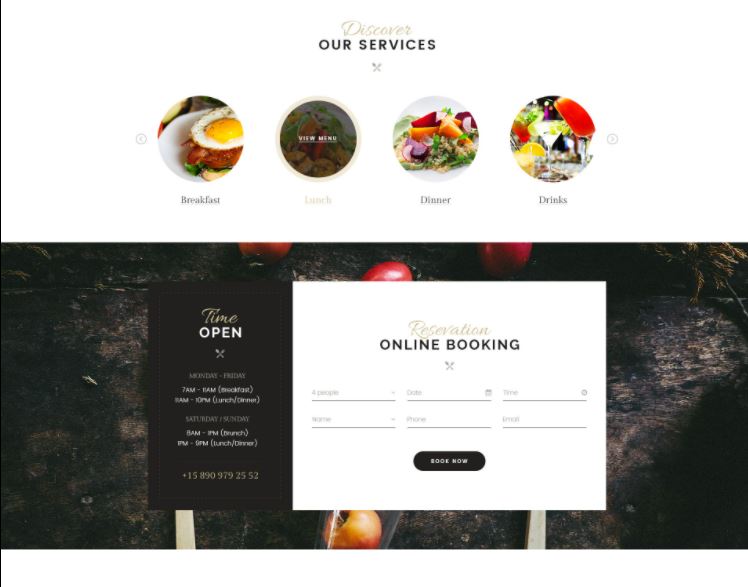 Discover
OUR SERVICES
VIEW MENU
Breakfast
Lunch
Dinner
Drinks
Time
OPEN
MONDAY - FRIDAY
7AM - 11AM (Breakfast)
11AM - 10PM (Lunch/Dinner)
SATURDAY / SUNDAY
8AM - 1PM (Brunch)
1PM - 9PM (Lunch/Dinner)
+15 890 979 25 52
Resevation
ONLINE BOOKING
4 people
Date
Time
Name
Phone
Email
BOOK NOW